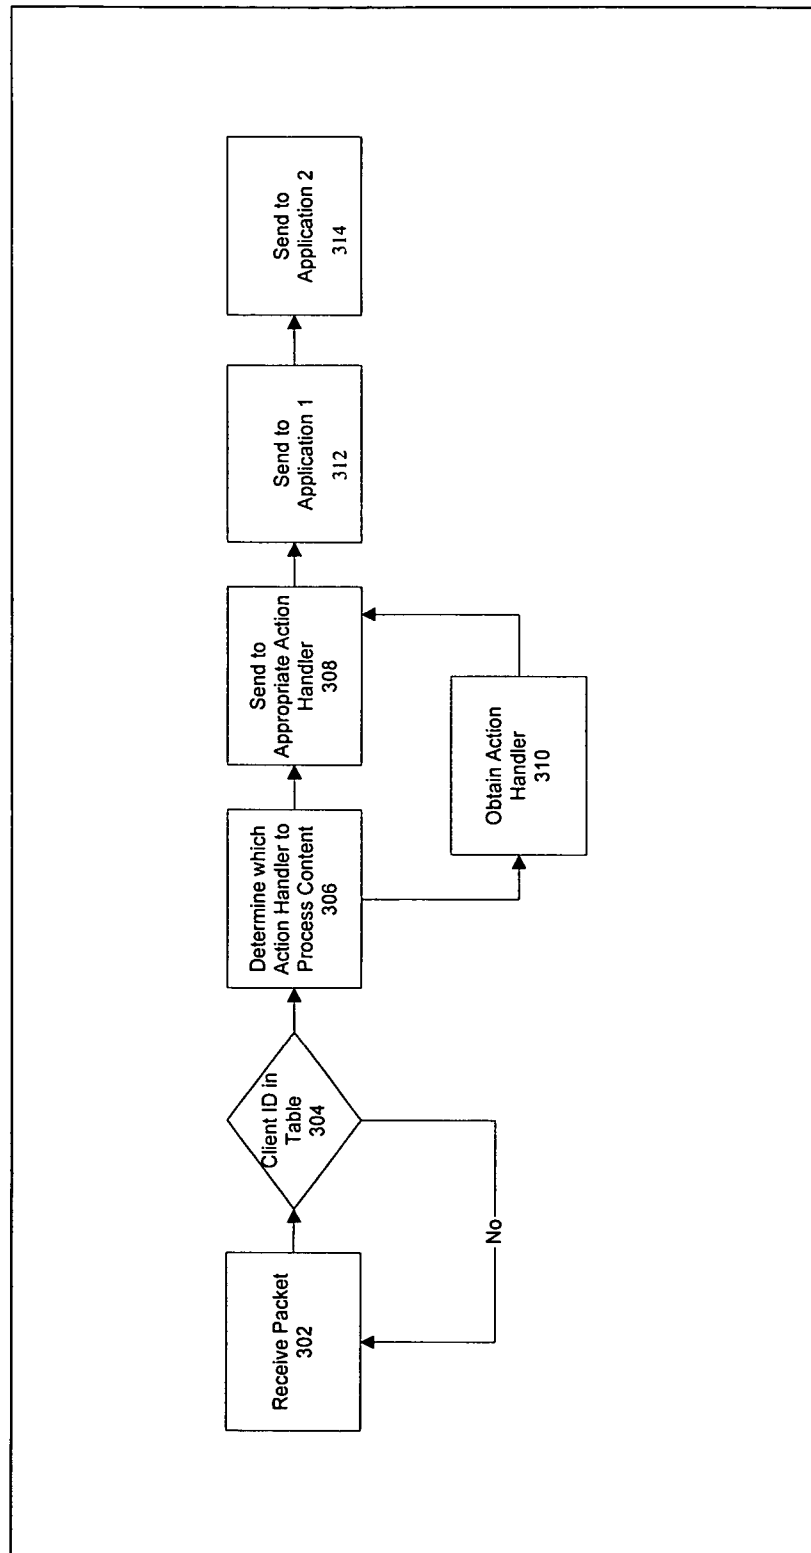 Receive Packet
302
Client ID in
Table
304
No
Determine which
Action Handler to
Process Content
306
Obtain Action
Handler
310
Send to
Appropriate Action
Handler
308
Send to
Application 1
312
Send to
Application 2
314